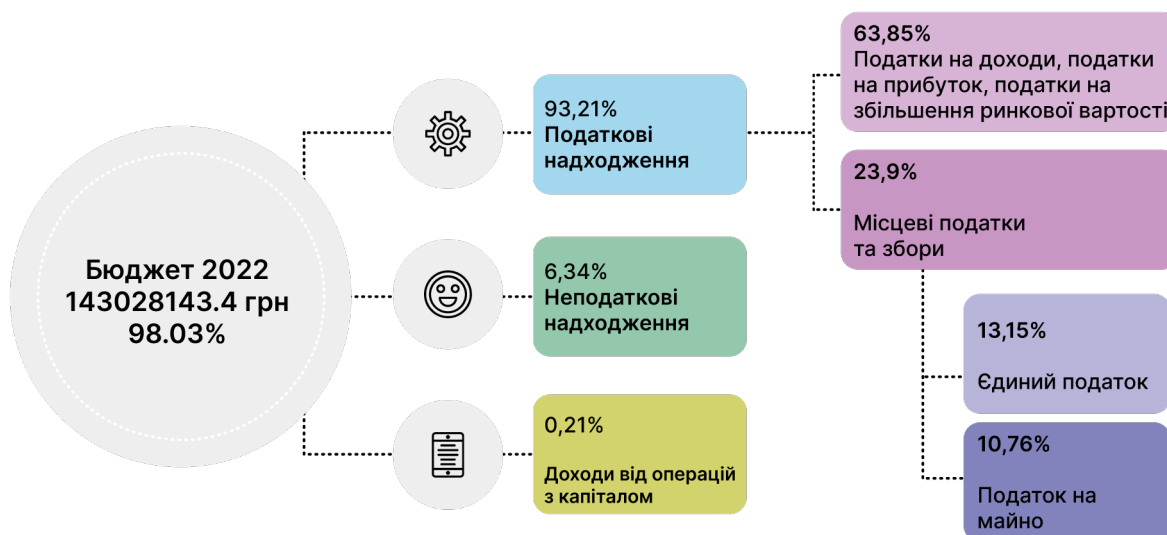 Бюджет 2022
143028143.4 грн
98.03%
93,21%
Податкові
надходження
6,34%
Неподаткові
надходження
0,21%
Доходи від операцій
з капіталом
63,85%
Податки на доходи, податки
на прибуток, податки на
збільшення ринкової вартості
23,9%
Місцеві податки
та збори
13,15%
Єдиний податок
10,76%
Податок на
майно